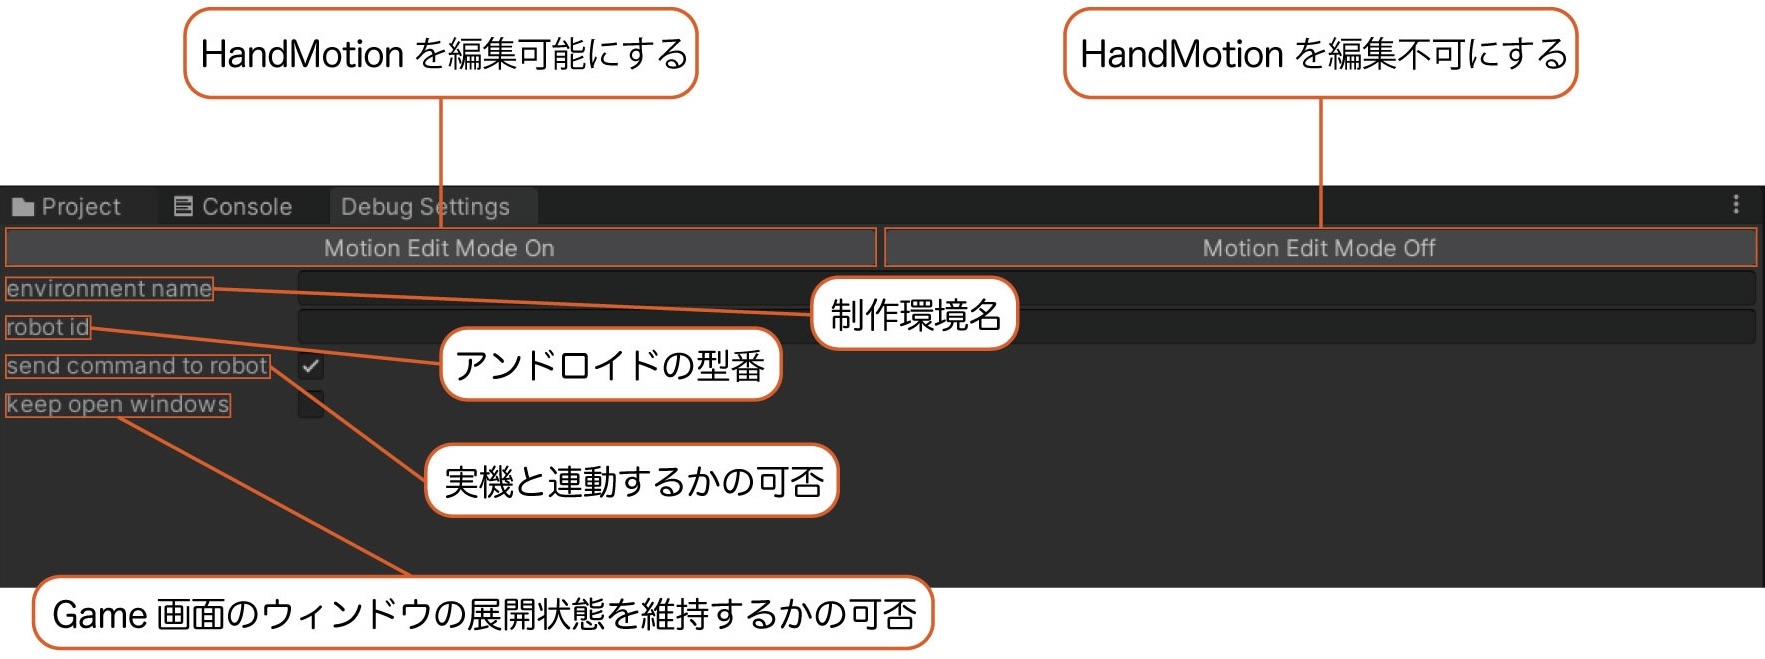 HandMotion を編集可能にする
HandMotion を編集不可にする
Project
Console
Debug Settings
Motion Edit Mode On
Motion Edit Mode Off
environment name
制作環境名
robot id
アンドロイドの型番
send command to robot
keep open windows
実機と連動するかの可否
Game 画面のウィンドウの展開状態を維持するかの可否